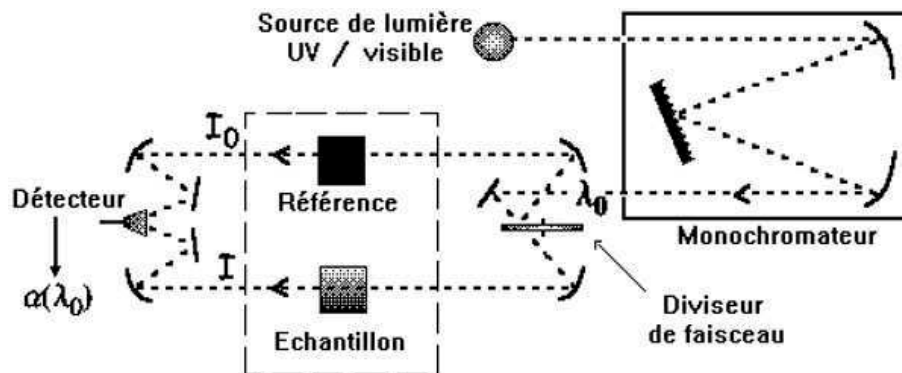 Source de lumière
UV / visible
I₀
Référence
λ₀
Détecteur
Monochromateur
I
α(λ₀)
Diviseur
de faisceau
Echantillon